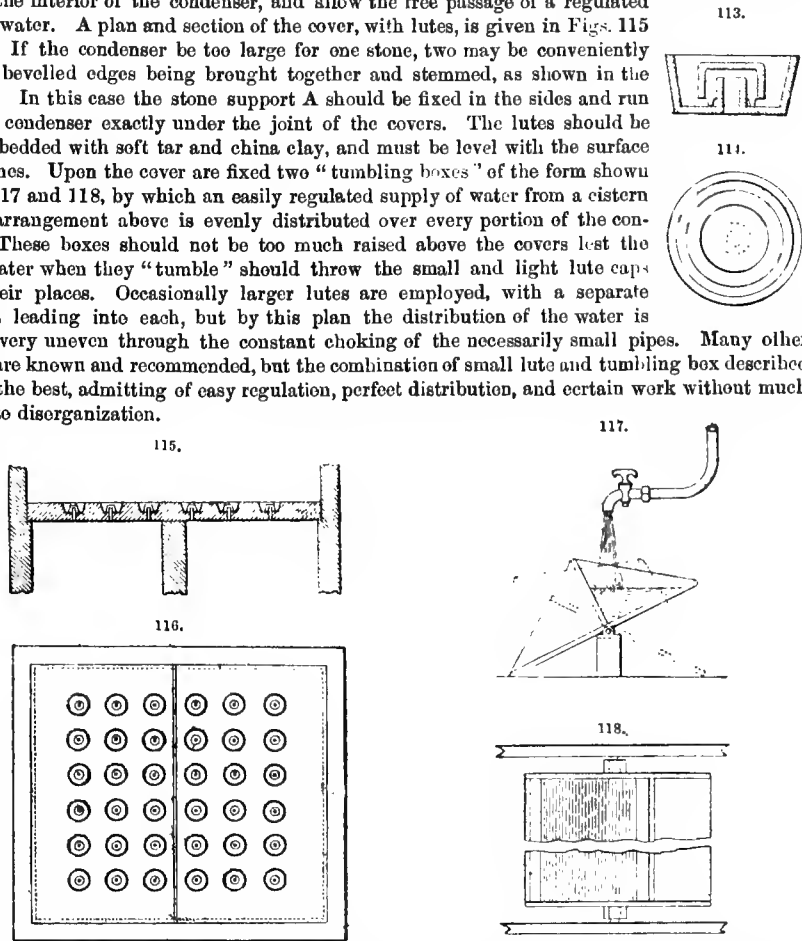 the interior of the condenser, and allow the free passage of a regulated
water. A plan and section of the cover, with lutes, is given in Figs. 115
If the condenser be too large for one stone, two may be conveniently
bevelled edges being brought together and stemmed, as shown in the
In this case the stone support A should be fixed in the sides and run
condenser exactly under the joint of the covers. The lutes should be
bedded with soft tar and china clay, and must be level with the surface
nes. Upon the cover are fixed two "tumbling boxes" of the form shown
17 and 118, by which an easily regulated supply of water from a cistern
arrangement above is evenly distributed over every portion of the con-
These boxes should not be too much raised above the covers lest the
ater when they "tumble" should throw the small and light lute caps
eir places. Occasionally larger lutes are employed, with a separate
leading into each, but by this plan the distribution of the water is
very uneven through the constant choking of the necessarily small pipes. Many other
are known and recommended, but the combination of small lute and tumbling box described
the best, admitting of easy regulation, perfect distribution, and certain work without much
to disorganization.
113.
114.
115.
116.
117.
118.